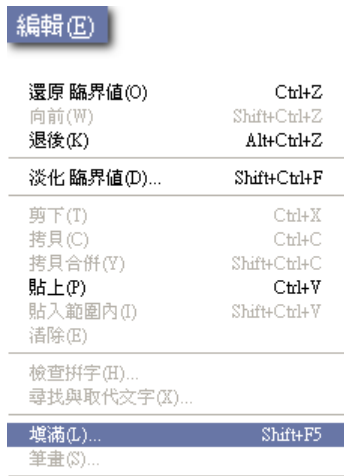 編輯(E)
還原 臨界值(O) Ctrl+Z
向前(W) Shift+Ctrl+Z
退後(K) Alt+Ctrl+Z
淡化 臨界值(D)... Shift+Ctrl+F
剪下(T) Ctrl+X
拷貝(C) Ctrl+C
拷貝合併(Y) Shift+Ctrl+C
貼上(P) Ctrl+V
貼入範圍內(I) Shift+Ctrl+V
清除(E)
檢查拼字(H)...
尋找與取代文字(X)...
填滿(L)... Shift+F5
筆畫(S)...